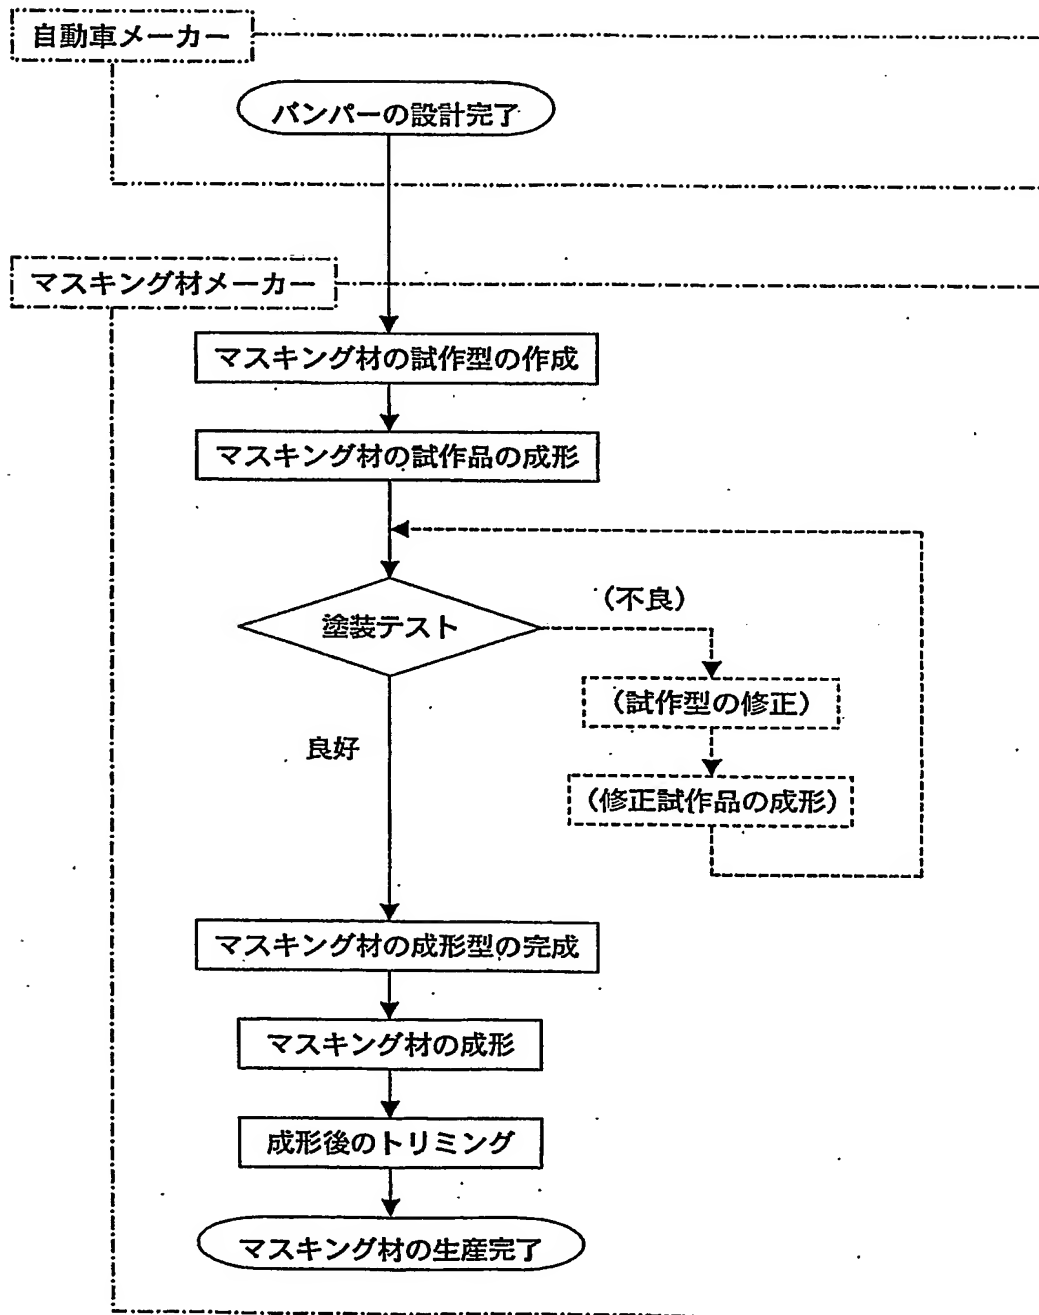 自動車メーカー
バンパーの設計完了
マスキング材メーカー
マスキング材の試作型の作成
マスキング材の試作品の成形
塗装テスト
（不良）
（試作型の修正）
良好
（修正試作品の成形）
マスキング材の成形型の完成
マスキング材の成形
成形後のトリミング
マスキング材の生産完了